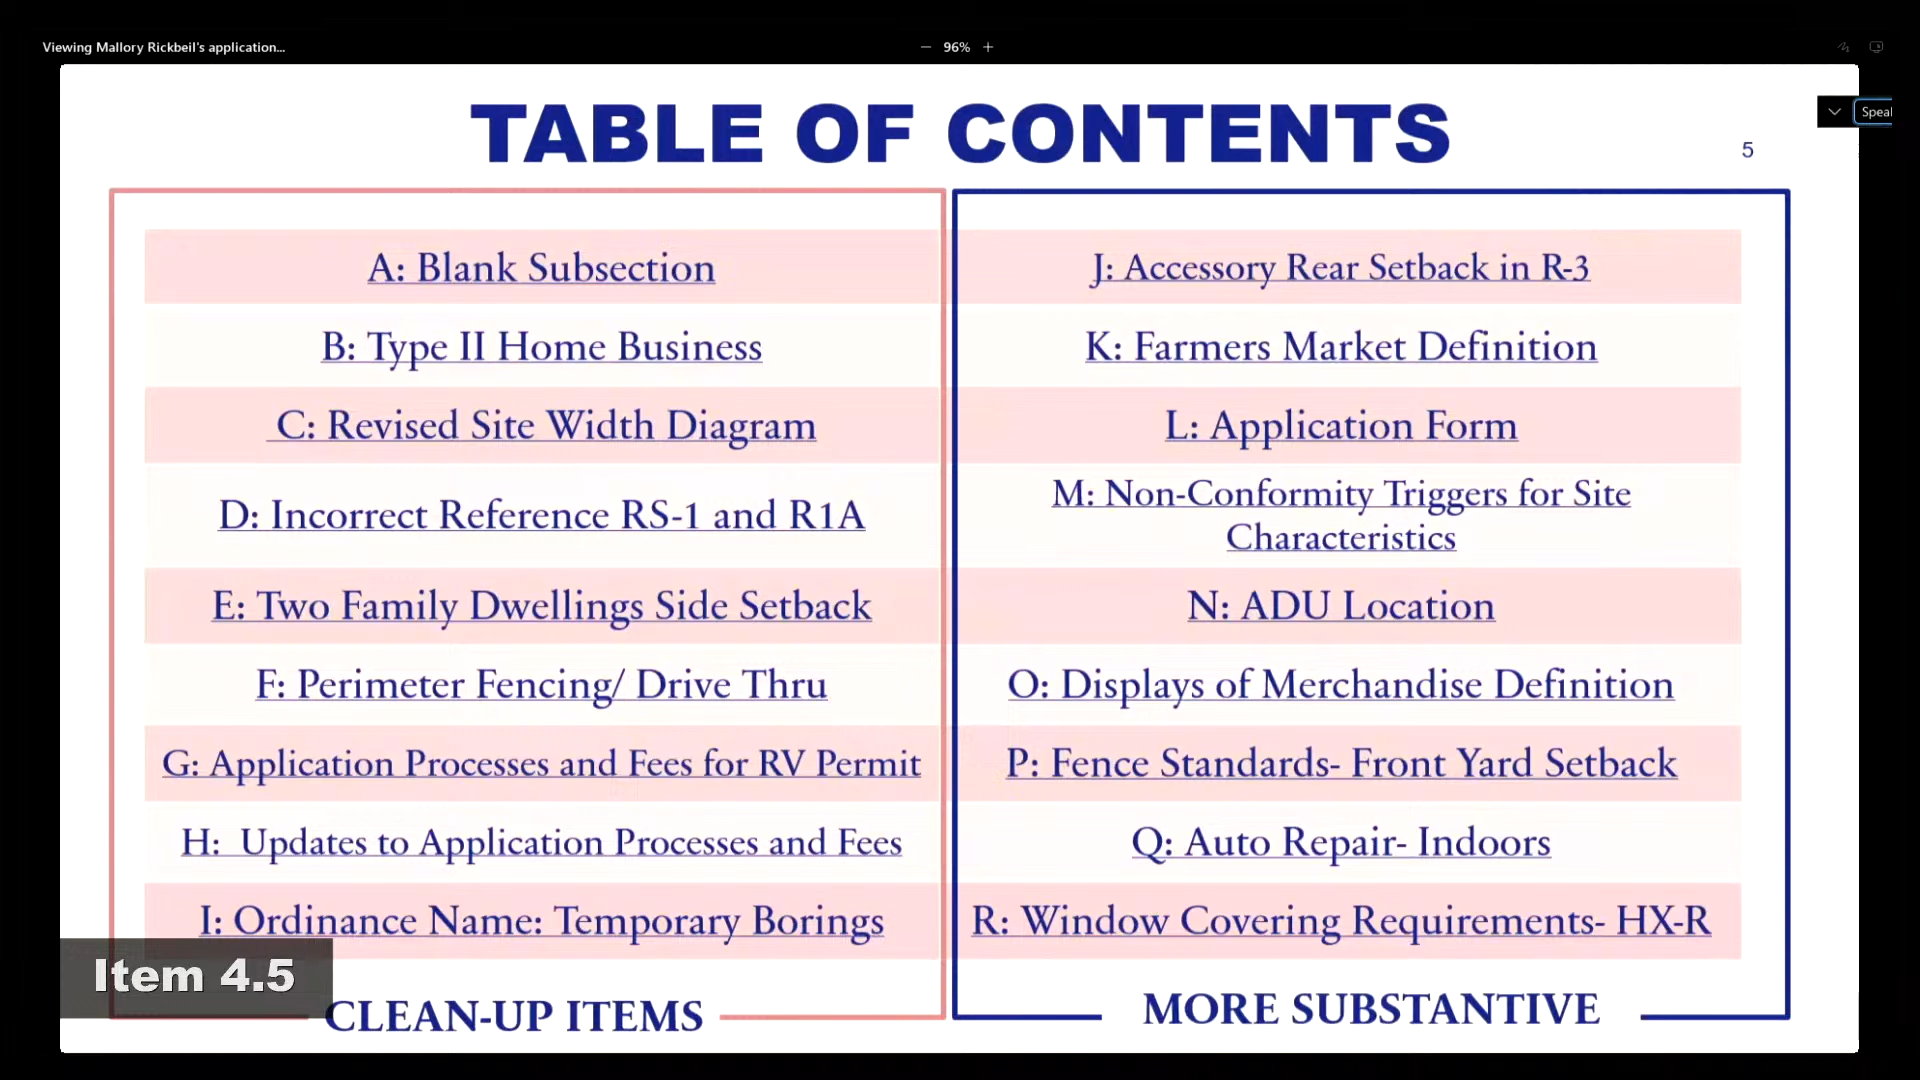 Viewing Mallory Rickbeil's application...
96%
Speal
TABLE OF CONTENTS
5
A: Blank Subsection
B: Type II Home Business
C: Revised Site Width Diagram
D: Incorrect Reference RS-1 and R1A
E: Two Family Dwellings Side Setback
F: Perimeter Fencing/ Drive Thru
G: Application Processes and Fees for RV Permit
H: Updates to Application Processes and Fees
I: Ordinance Name: Temporary Borings
CLEAN-UP ITEMS
J: Accessory Rear Setback in R-3
K: Farmers Market Definition
L: Application Form
M: Non-Conformity Triggers for Site
Characteristics
N: ADU Location
O: Displays of Merchandise Definition
P: Fence Standards- Front Yard Setback
Q: Auto Repair- Indoors
R: Window Covering Requirements- HX-R
MORE SUBSTANTIVE
Item 4.5